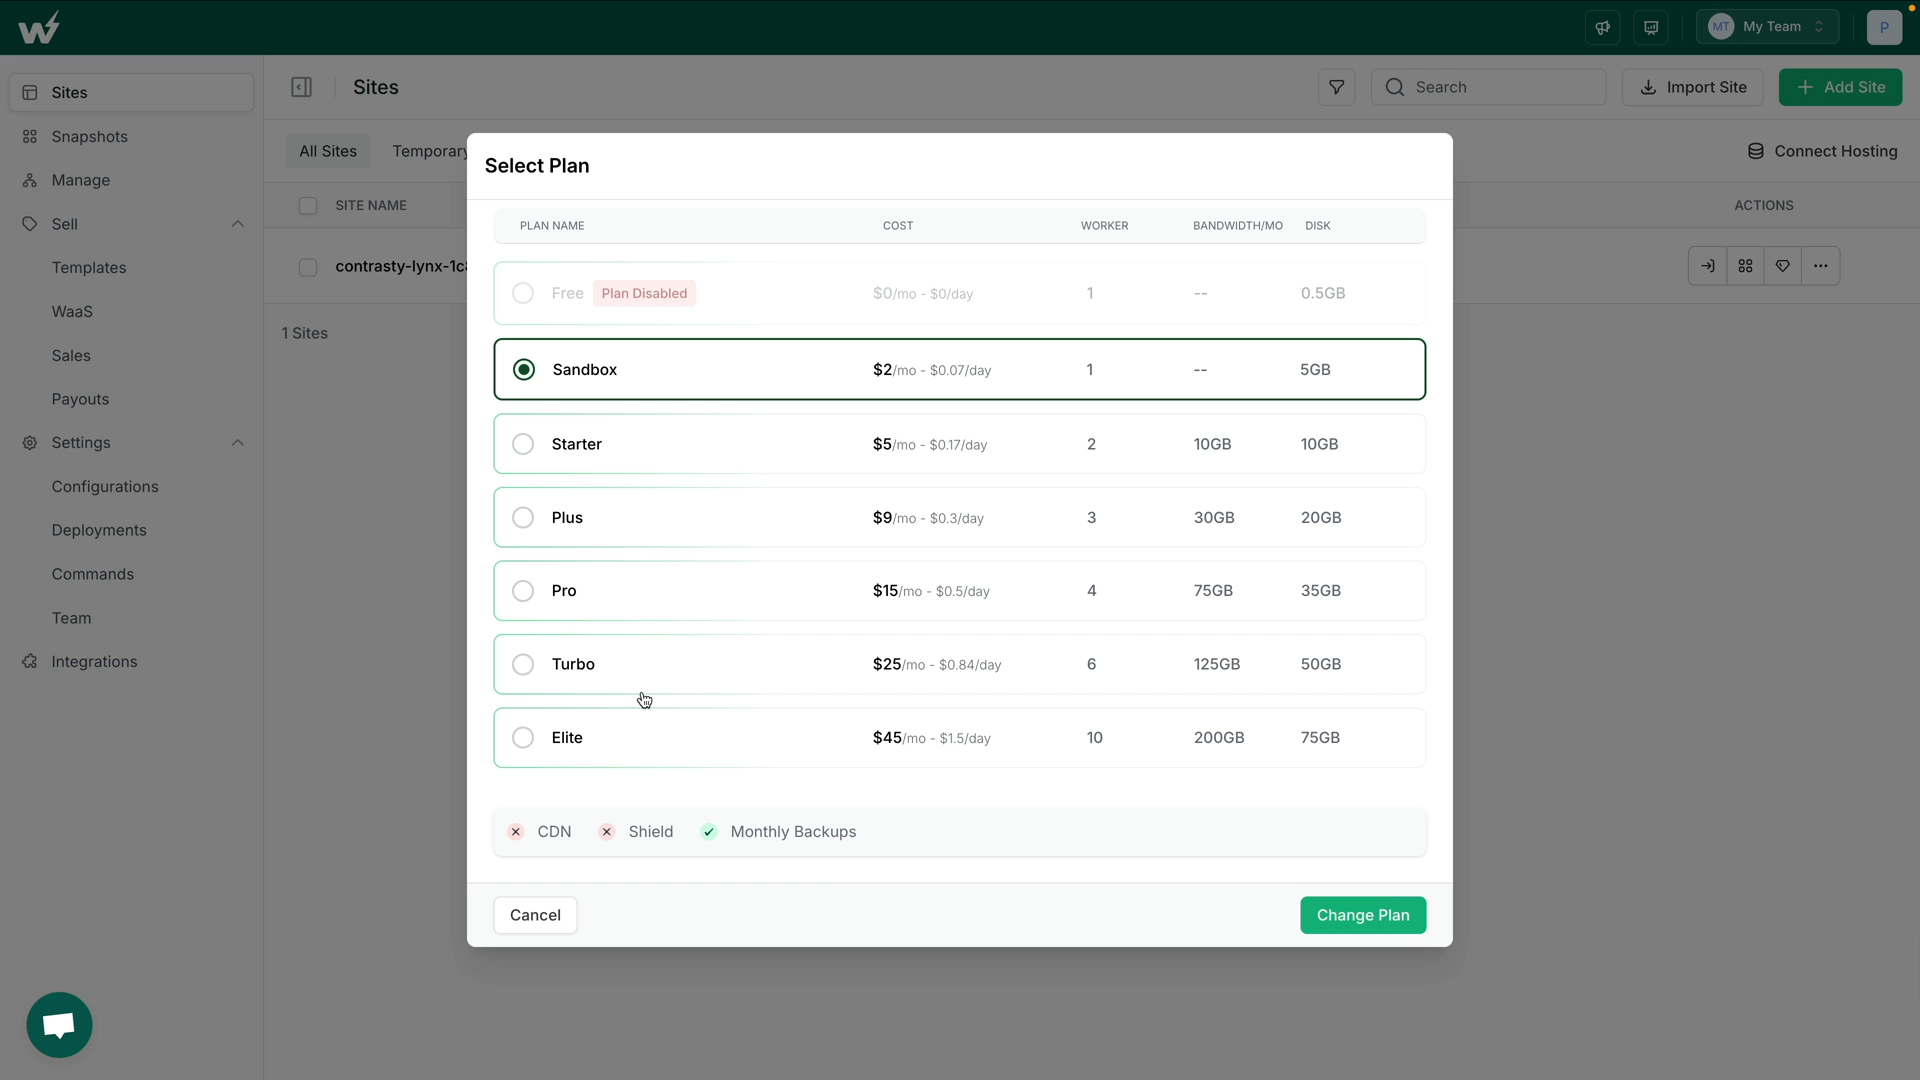 MT My Team P
Sites
Snapshots
Manage
Sell
Templates
WaaS
Sales
Payouts
Settings
Configurations
Deployments
Commands
Team
Integrations
Sites Search Import Site Add Site
All Sites Temporary Connect Hosting
SITE NAME ACTIONS
contrasty-lynx-1c
1 Sites
Select Plan
PLAN NAME COST WORKER BANDWIDTH/MO DISK
Free Plan Disabled $0/mo - $0/day 1 -- 0.5GB
Sandbox $2/mo - $0.07/day 1 -- 5GB
Starter $5/mo - $0.17/day 2 10GB 10GB
Plus $9/mo - $0.3/day 3 30GB 20GB
Pro $15/mo - $0.5/day 4 75GB 35GB
Turbo $25/mo - $0.84/day 6 125GB 50GB
Elite $45/mo - $1.5/day 10 200GB 75GB
CDN Shield Monthly Backups
Cancel Change Plan